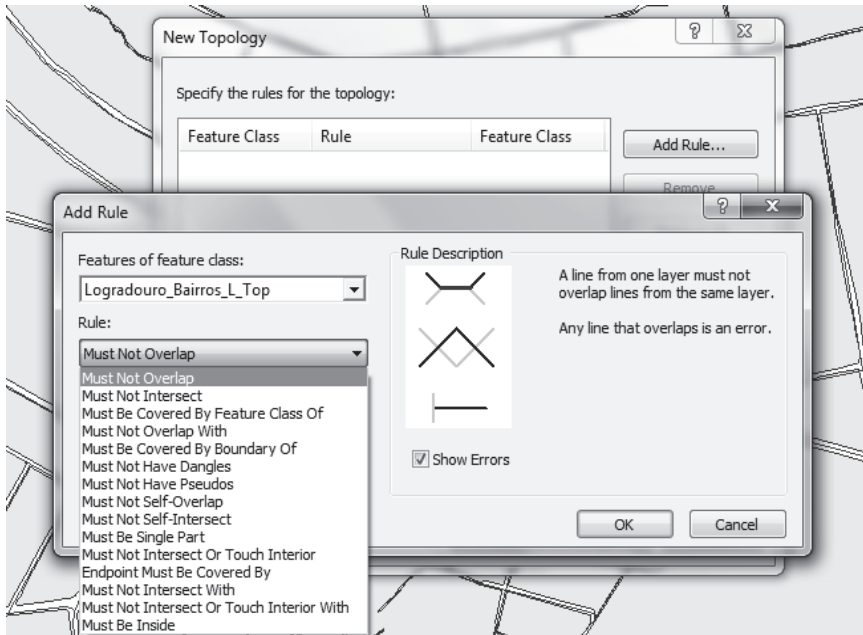 New Topology
Specify the rules for the topology:
Feature Class Rule Feature Class
Add Rule...
Remove
Add Rule
Features of feature class:
Logradouro_Bairros_L_Top
Rule:
Must Not Overlap
Must Not Overlap
Must Not Intersect
Must Be Covered By Feature Class Of
Must Not Overlap With
Must Be Covered By Boundary Of
Must Not Have Dangles
Must Not Have Pseudos
Must Not Self-Overlap
Must Not Self-Intersect
Must Be Single Part
Must Not Intersect Or Touch Interior
Endpoint Must Be Covered By
Must Not Intersect With
Must Not Intersect Or Touch Interior With
Must Be Inside
Rule Description
A line from one layer must not
overlap lines from the same layer.
Any line that overlaps is an error.
Show Errors
OK
Cancel